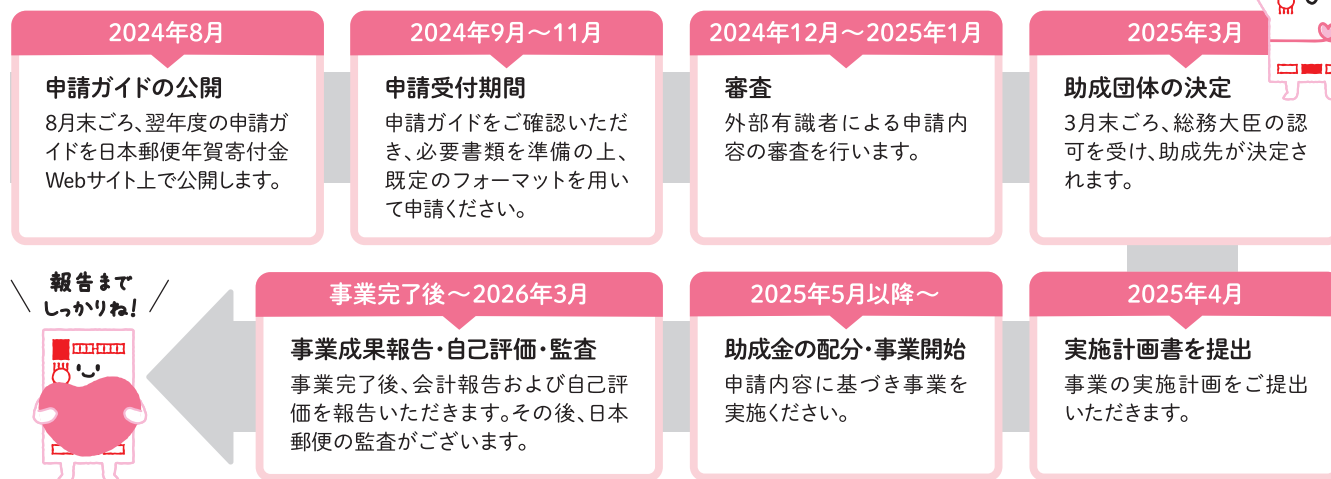 2024年8月
申請ガイドの公開
8月末ごろ、翌年度の申請ガ
イドを日本郵便年賀寄付金
Webサイト上で公開します。
2024年9月〜11月
申請受付期間
申請ガイドをご確認いただ
き、必要書類を準備の上、
既定のフォーマットを用い
て申請ください。
2024年12月〜2025年1月
審査
外部有識者による申請内
容の審査を行います。
2025年3月
助成団体の決定
3月末ごろ、総務大臣の認
可を受け、助成先が決定さ
れます。
2025年4月
実施計画書を提出
事業の実施計画をご提出
いただきます。
2025年5月以降〜
助成金の配分・事業開始
申請内容に基づき事業を
実施ください。
事業完了後〜2026年3月
事業成果報告・自己評価・監査
事業完了後、会計報告および自己評
価を報告いただきます。その後、日本
郵便の監査がございます。
報告まで
しっかりね!